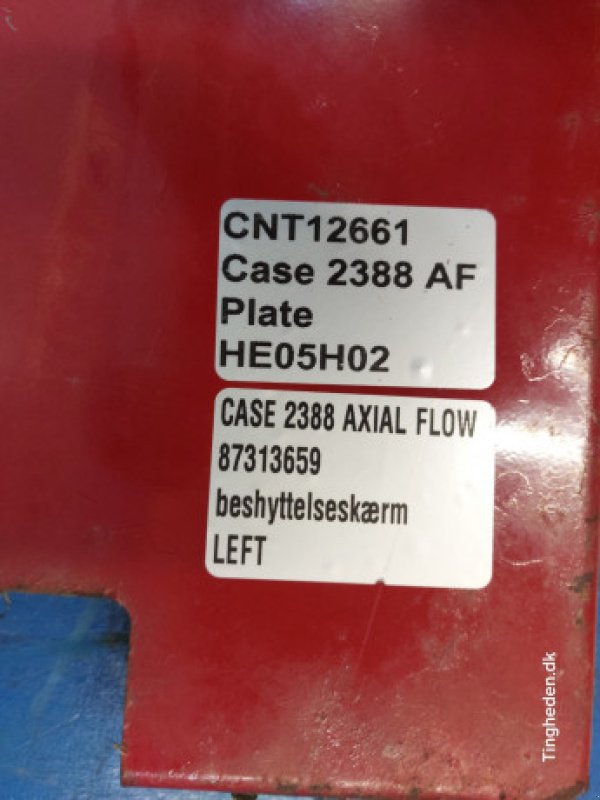 CNT12661
Case 2388 AF
Plate
HE05H02
CASE 2388 AXIAL FLOW
87313659
beshyttelseskærm
LEFT
Tingheden.dk